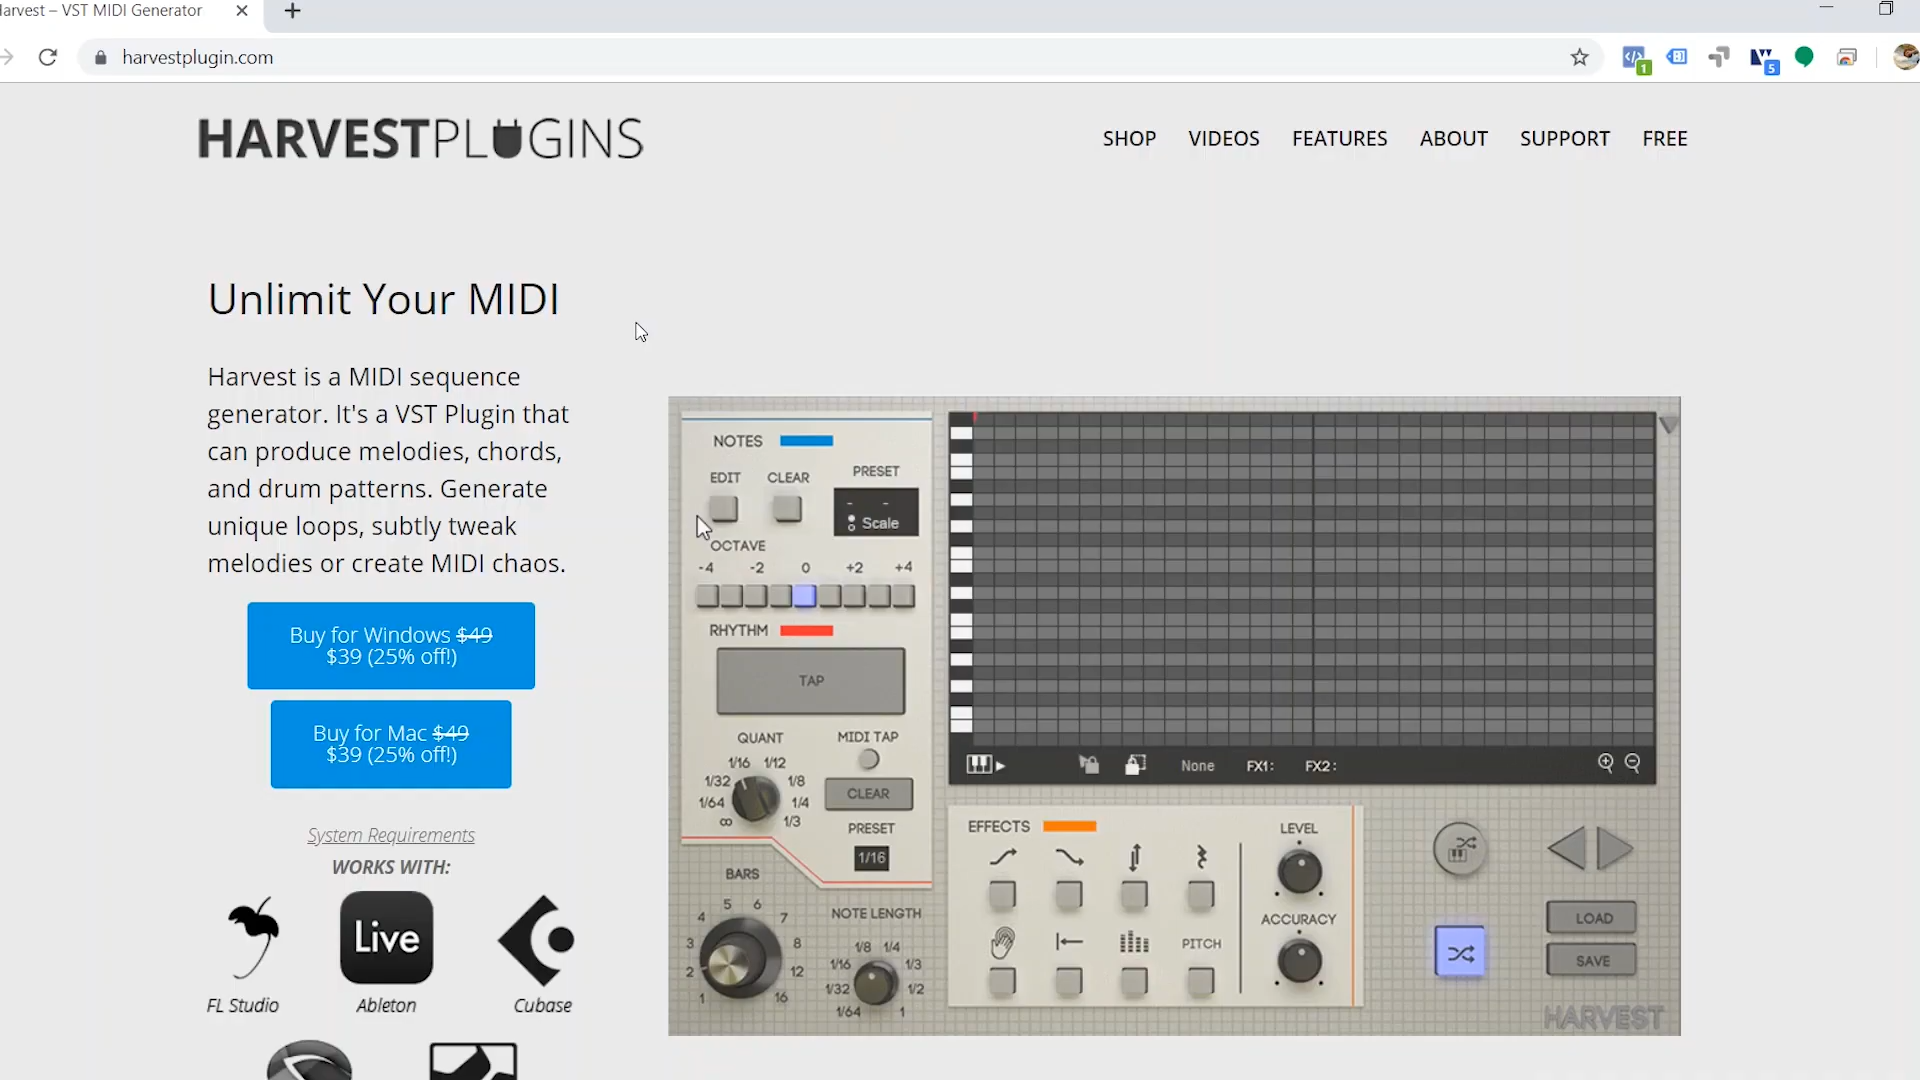 arvest – VST MIDI Generator
harvestplugin.com
1
5
HARVESTPLUGINS
SHOP VIDEOS FEATURES ABOUT SUPPORT FREE
Unlimit Your MIDI
Harvest is a MIDI sequence
generator. It's a VST Plugin that
can produce melodies, chords,
and drum patterns. Generate
unique loops, subtly tweak
melodies or create MIDI chaos.
Buy for Windows $49
$39 (25% off!)
Buy for Mac $49
$39 (25% off!)
System Requirements
WORKS WITH:
Live
FL Studio Ableton Cubase
NOTES
EDIT CLEAR PRESET
- -
Scale
OCTAVE
-4 -2 0 +2 +4
RHYTHM
TAP
QUANT
1/16 1/12
1/32 1/8
1/64 1/4
∞ 1/3
MIDI TAP
CLEAR
PRESET
1/16
BARS
5 6
4 7
3 8
2 12
1 16
NOTE LENGTH
1/8 1/4
1/16 1/3
1/32 1/2
1/64 1
None FX1: FX2:
EFFECTS
PITCH
LEVEL
ACCURACY
LOAD
SAVE
HARVEST